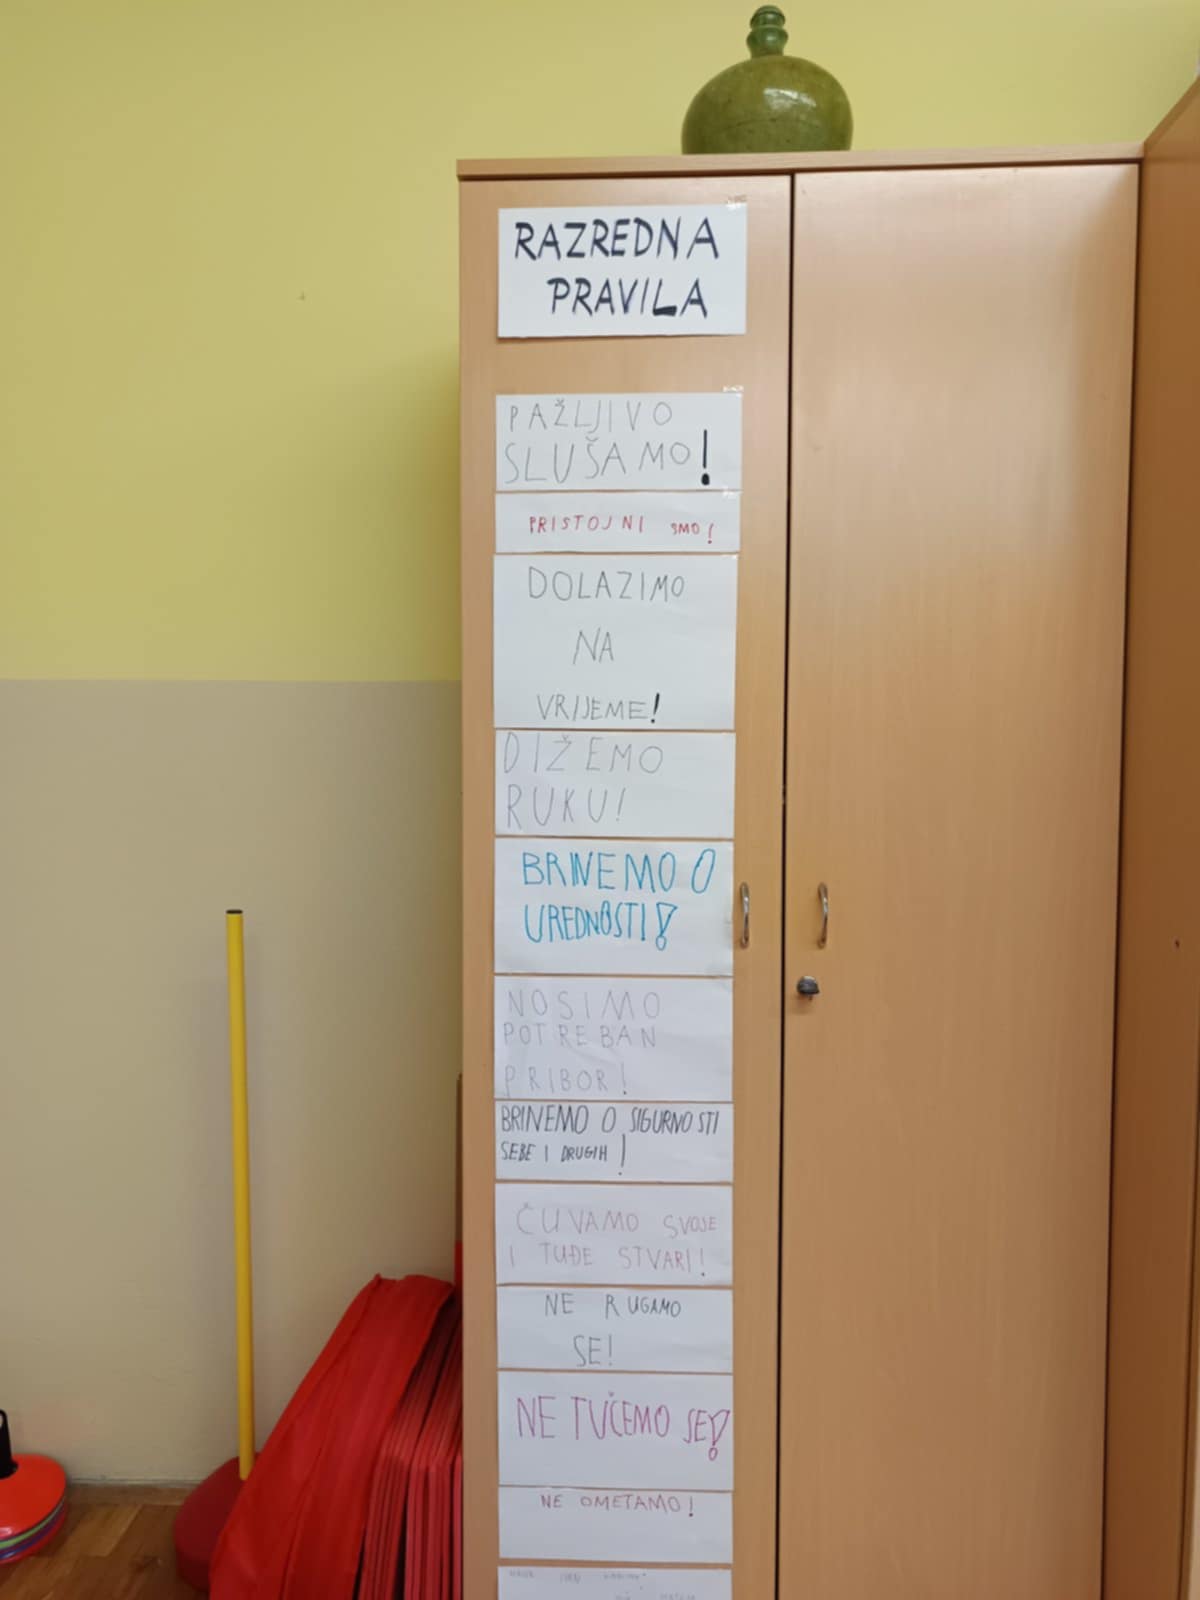 RAZREDNA
PRAVILA
PAŽLJIVO
SLUŠAMO!
PRISTOJNI SMO!
DOLAZIMO
NA
VRIJEME!
DIŽEMO
RUKU!
BRINEMO O
UREDNOSTI!
NOSIMO
POTREBAN
PRIBOR!
BRINEMO O SIGURNOSTI
SEBE I DRUGIH!
ČUVAMO SVOJE
I TUĐE STVARI!
NE RUGAMO
SE!
NE TUČEMO SE!
NE OMETAMO!